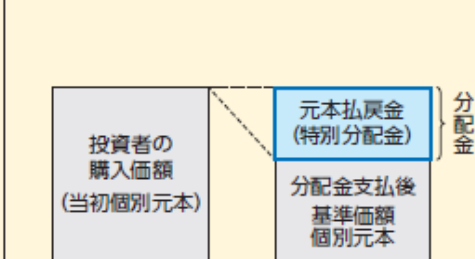 投資者の
購入価額
(当初個別元本)
元本払戻金
(特別分配金)
分配金
分配金支払後
基準価額
個別元本